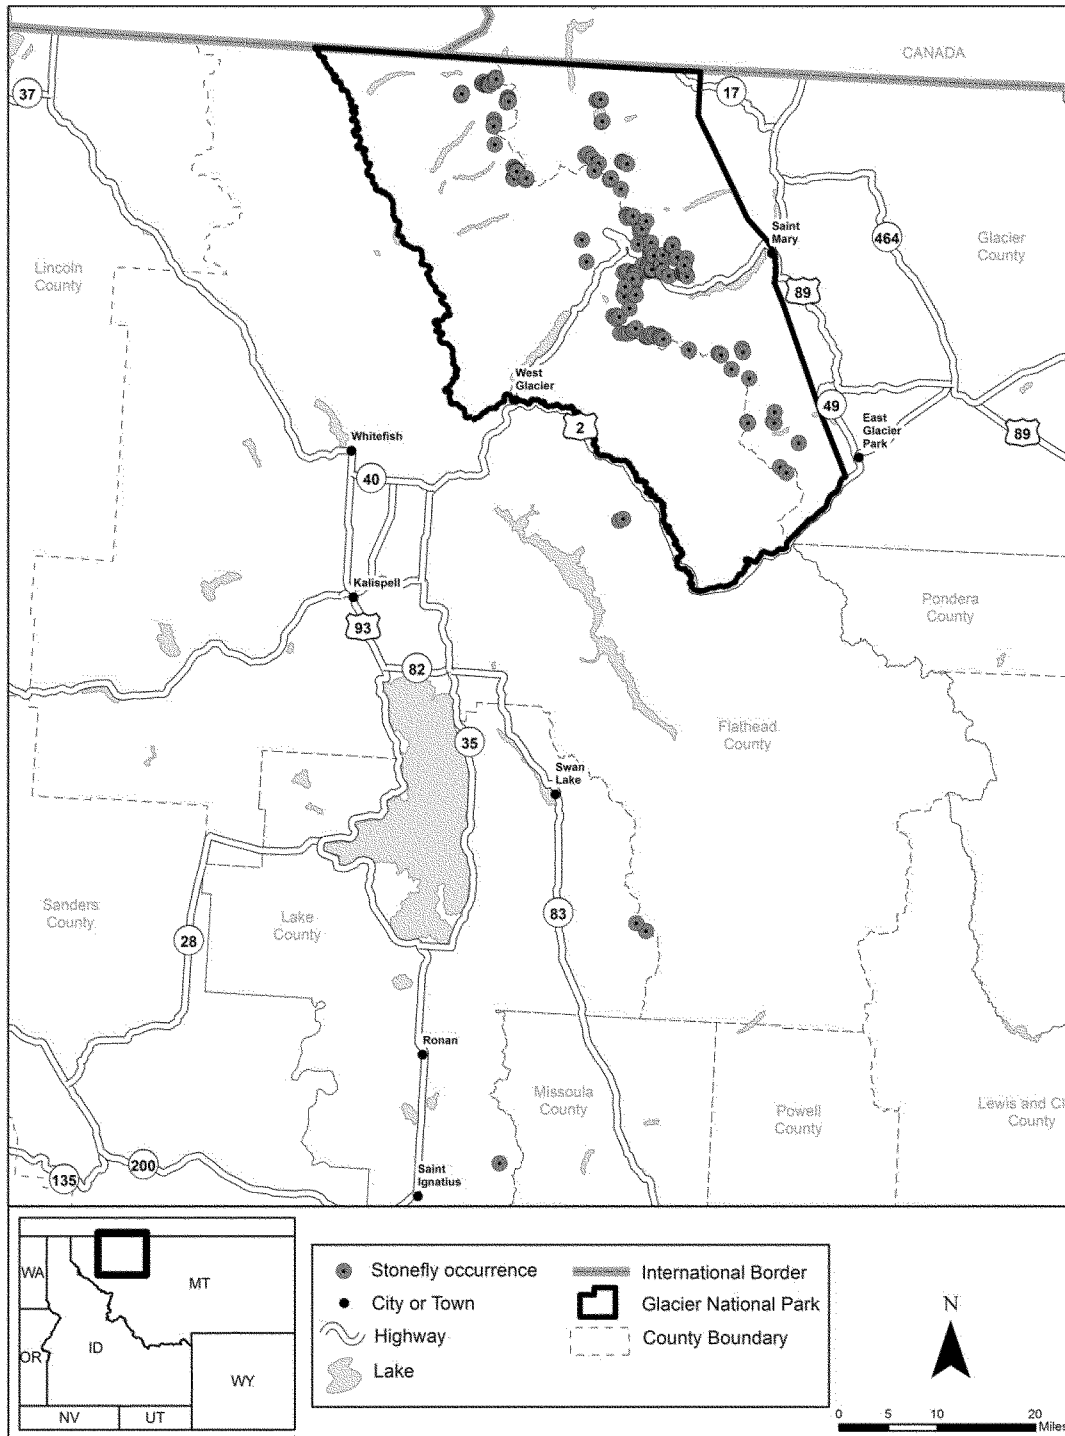 CANADA
37
17
Saint
Mary
464
Glacier
County
Lincoln
County
89
West
Glacier
49
East
Glacier
Park
2
89
Whitefish
40
Kalispell
93
Pondera
County
82
35
Flathead
County
Swan
Lake
Sanders
County
Lake
County
83
28
Ronan
Missoula
County
Powell
County
Lewis and Cl
County
Saint
Ignatius
135
200
WA
MT
OR
ID
WY
NV
UT
Stonefly occurrence
City or Town
Highway
Lake
International Border
Glacier National Park
County Boundary
N
0 5 10 20
Miles